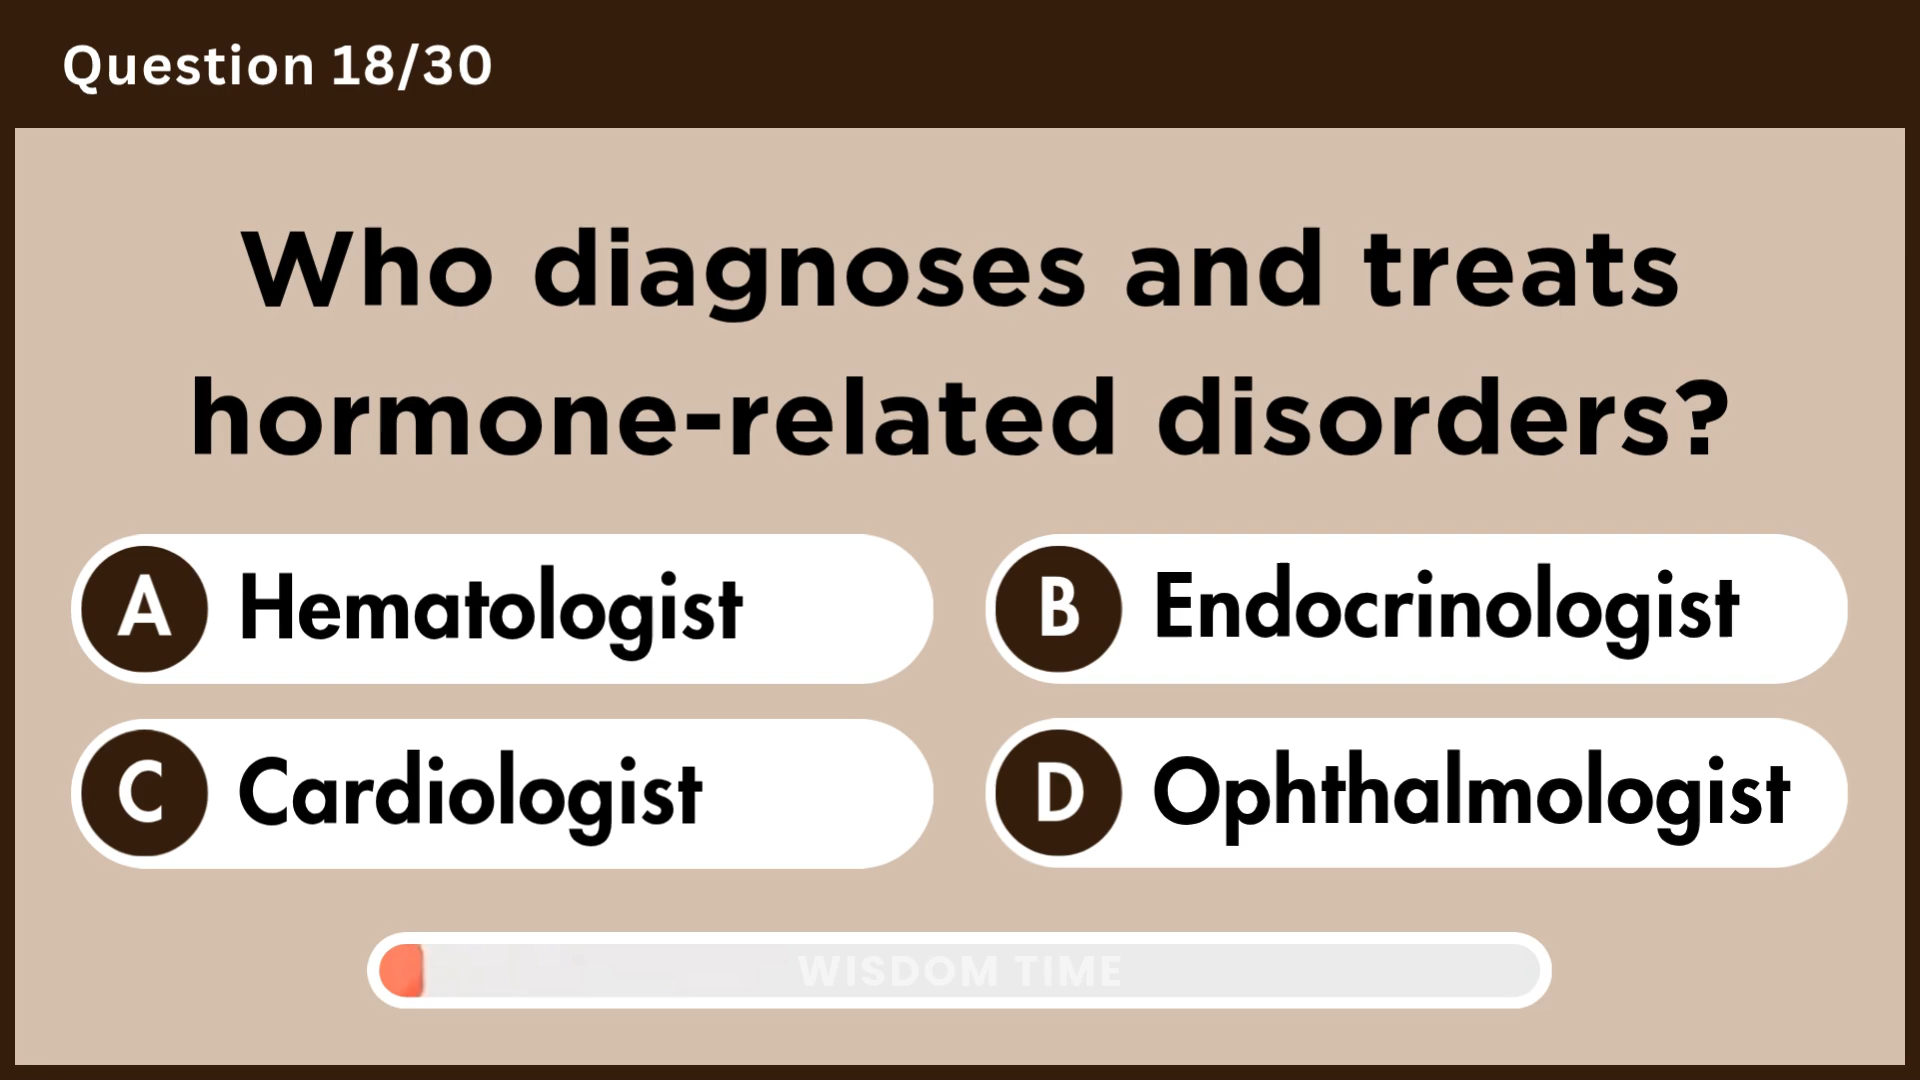 Question 18/30
Who diagnoses and treats
hormone-related disorders?
A Hematologist
B Endocrinologist
C Cardiologist
D Ophthalmologist
WISDOM TIME